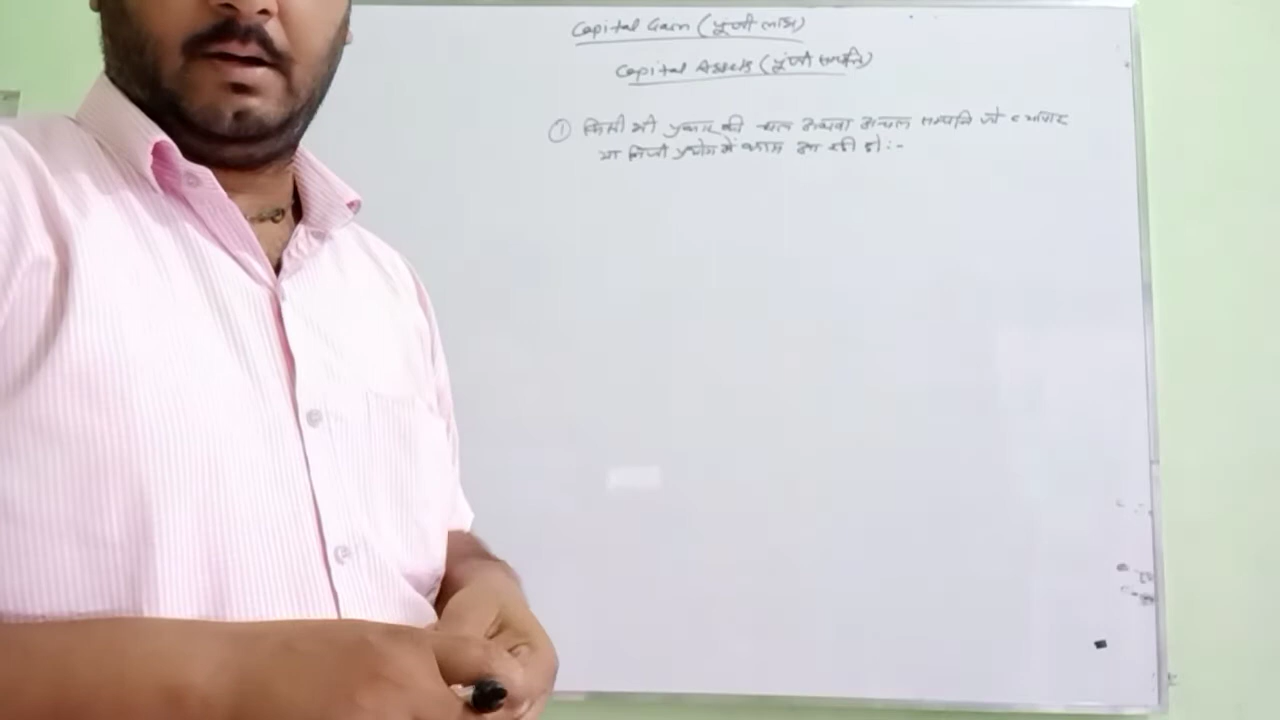 Capital Gain (पूंजी लाभ)
Capital Assets (पूंजी सम्पत्ति)
① किसी भी प्रकार की चल अथवा अचल सम्पत्ति जो व्यापार
या निजी प्रयोग में काम आ रही हो :-